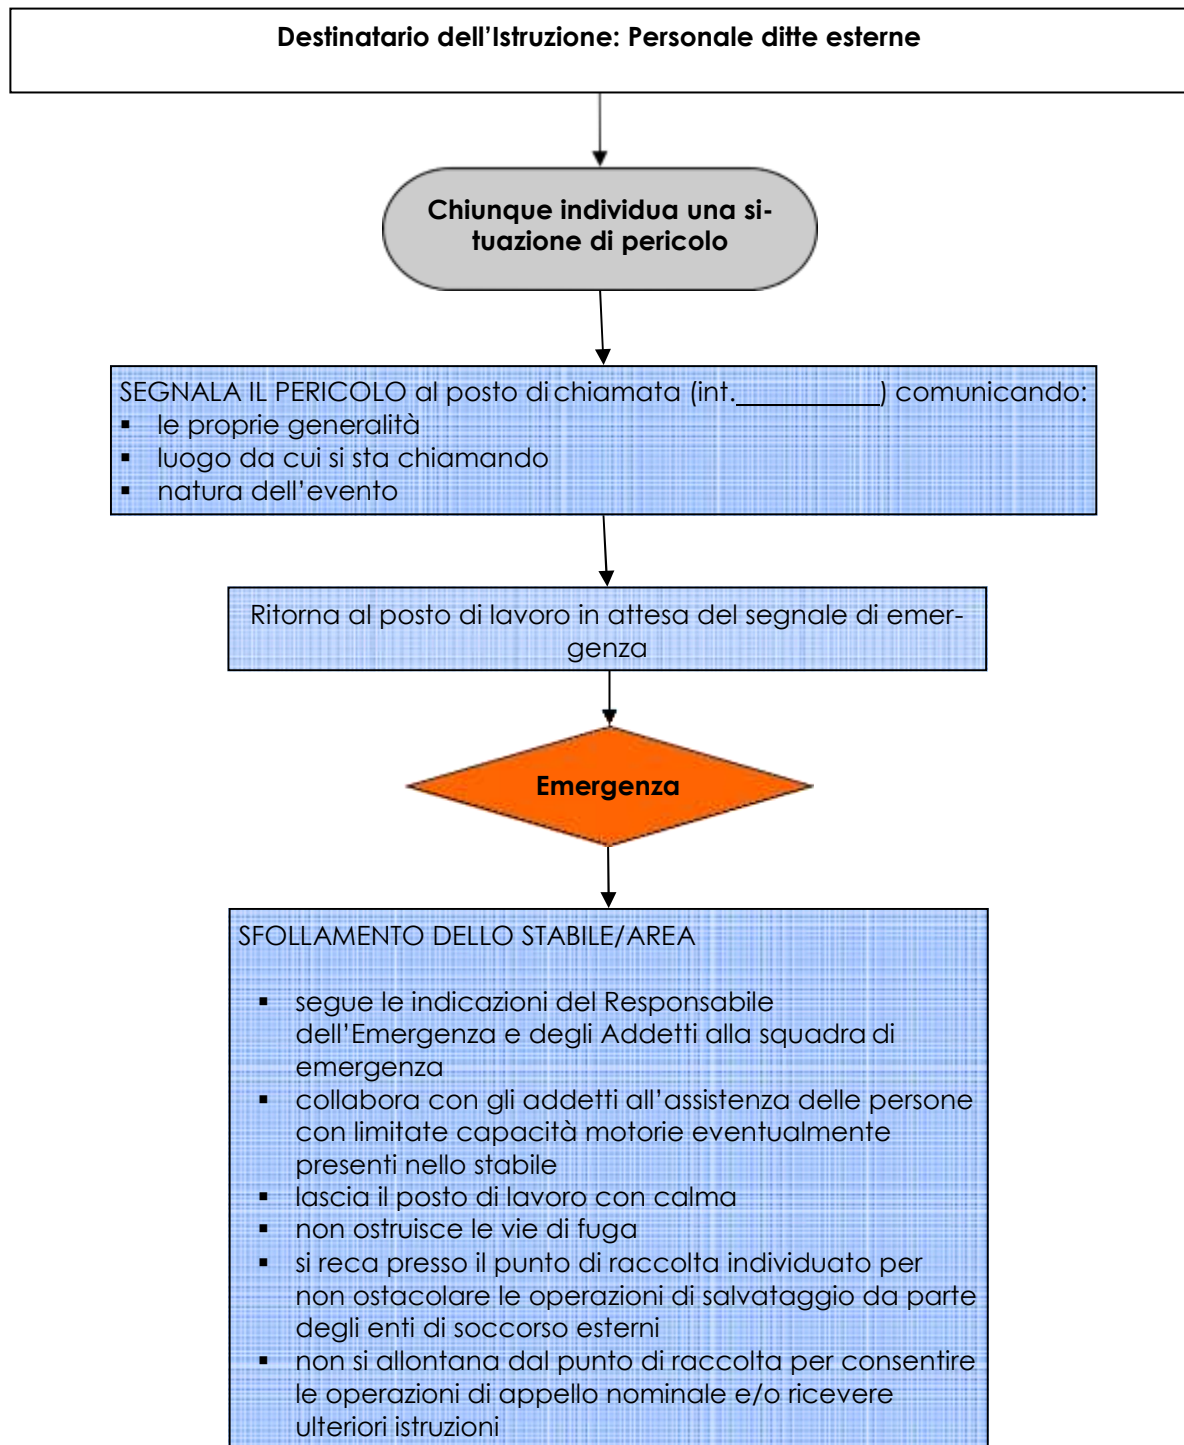 Destinatario dell’Istruzione: Personale ditte esterne
Chiunque individua una si-
tuazione di pericolo
SEGNALA IL PERICOLO al posto di chiamata (int.___________) comunicando:
▪ le proprie generalità
▪ luogo da cui si sta chiamando
▪ natura dell’evento
Ritorna al posto di lavoro in attesa del segnale di emer-
genza
Emergenza
SFOLLAMENTO DELLO STABILE/AREA
▪ segue le indicazioni del Responsabile
dell’Emergenza e degli Addetti alla squadra di
emergenza
▪ collabora con gli addetti all’assistenza delle persone
con limitate capacità motorie eventualmente
presenti nello stabile
▪ lascia il posto di lavoro con calma
▪ non ostruisce le vie di fuga
▪ si reca presso il punto di raccolta individuato per
non ostacolare le operazioni di salvataggio da parte
degli enti di soccorso esterni
▪ non si allontana dal punto di raccolta per consentire
le operazioni di appello nominale e/o ricevere
ulteriori istruzioni